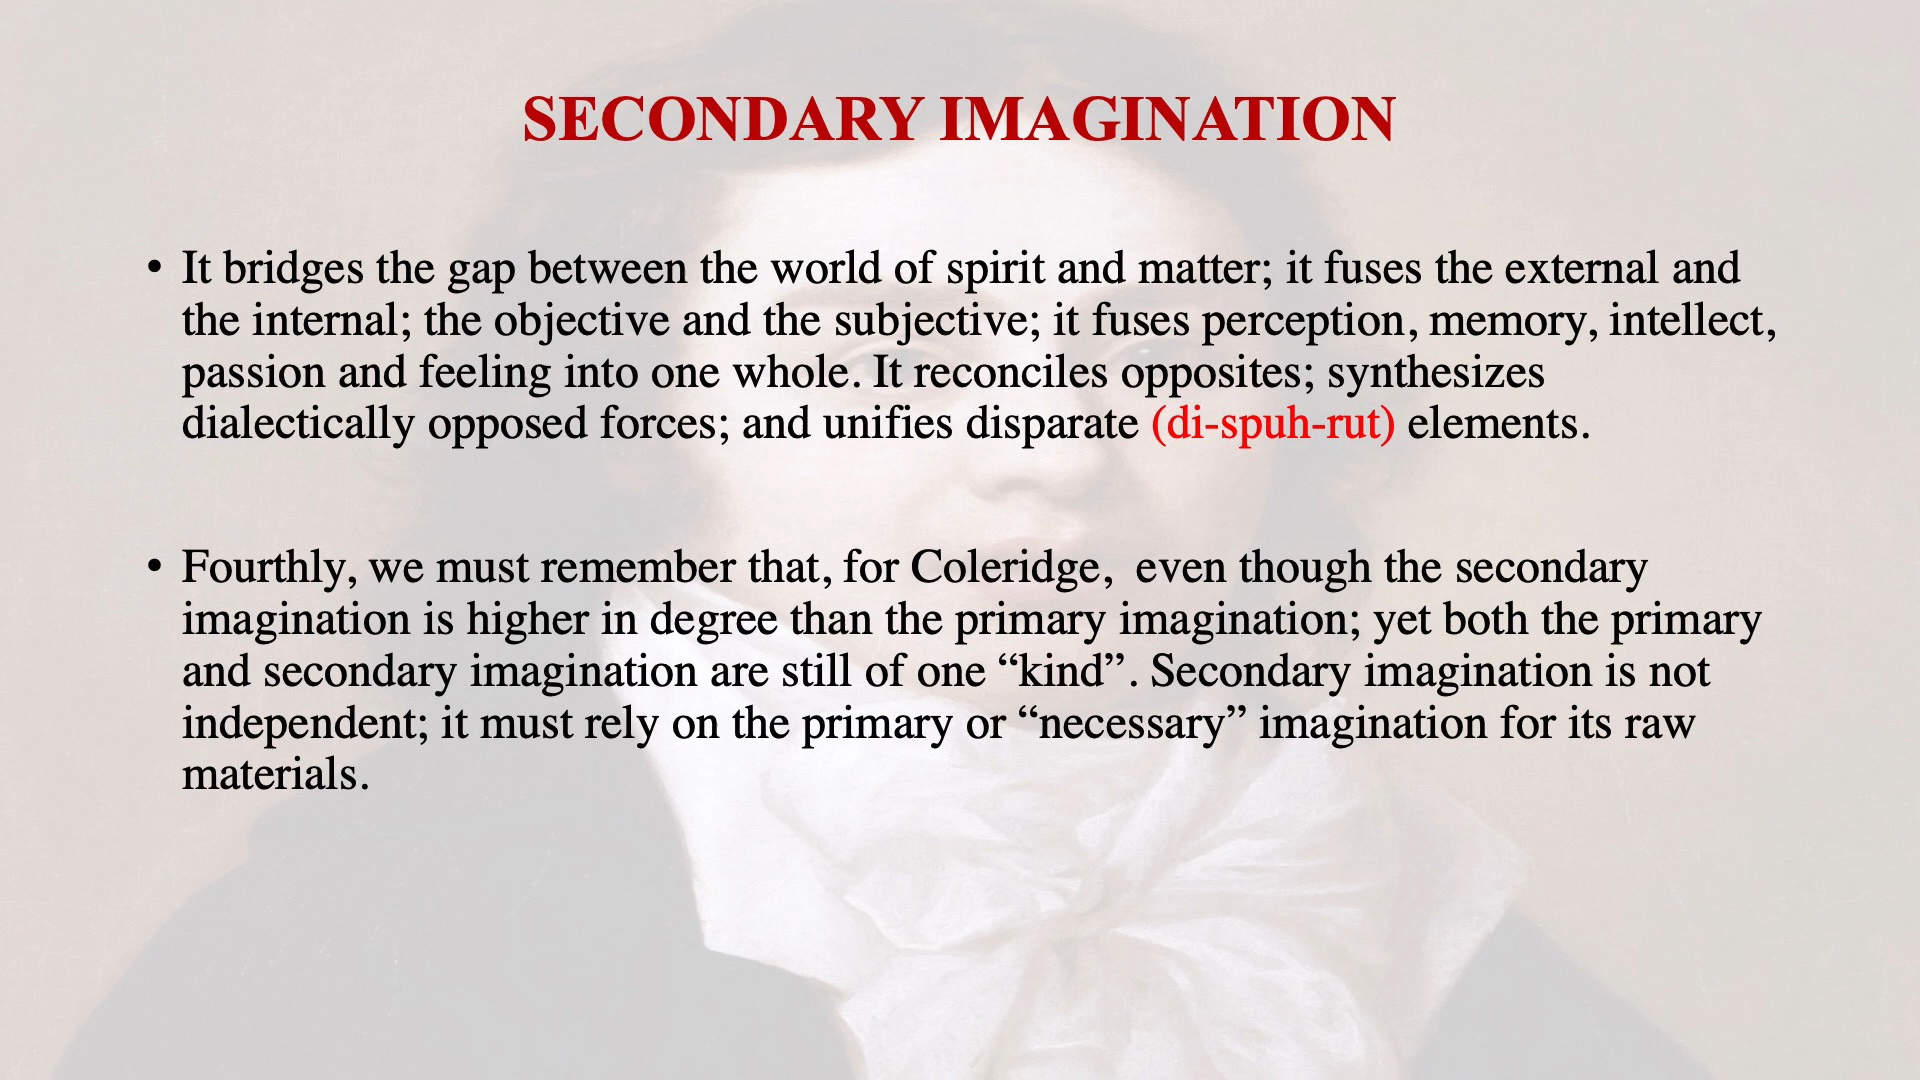 SECONDARY IMAGINATION
• It bridges the gap between the world of spirit and matter; it fuses the external and
the internal; the objective and the subjective; it fuses perception, memory, intellect,
passion and feeling into one whole. It reconciles opposites; synthesizes
dialectically opposed forces; and unifies disparate (di-spuh-rut) elements.
• Fourthly, we must remember that, for Coleridge,  even though the secondary
imagination is higher in degree than the primary imagination; yet both the primary
and secondary imagination are still of one “kind”. Secondary imagination is not
independent; it must rely on the primary or “necessary” imagination for its raw
materials.